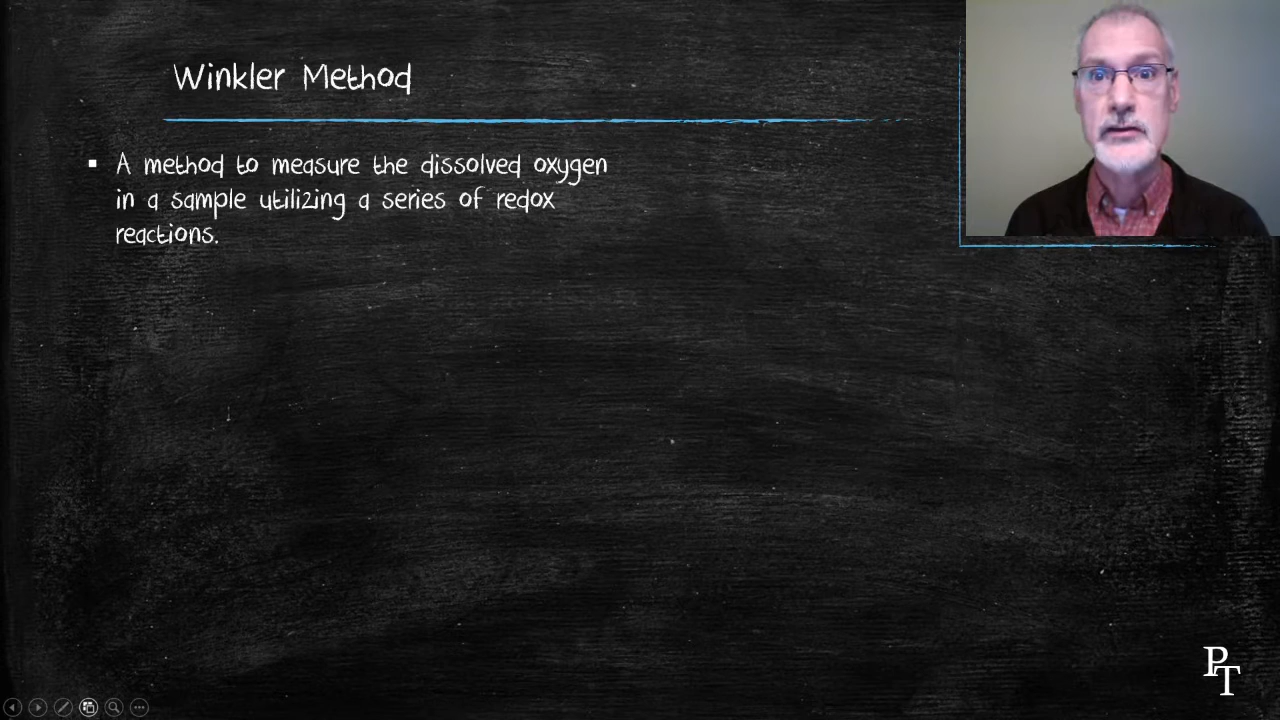 Winkler Method
▪ A method to measure the dissolved oxygen
in a sample utilizing a series of redox
reactions.
PT